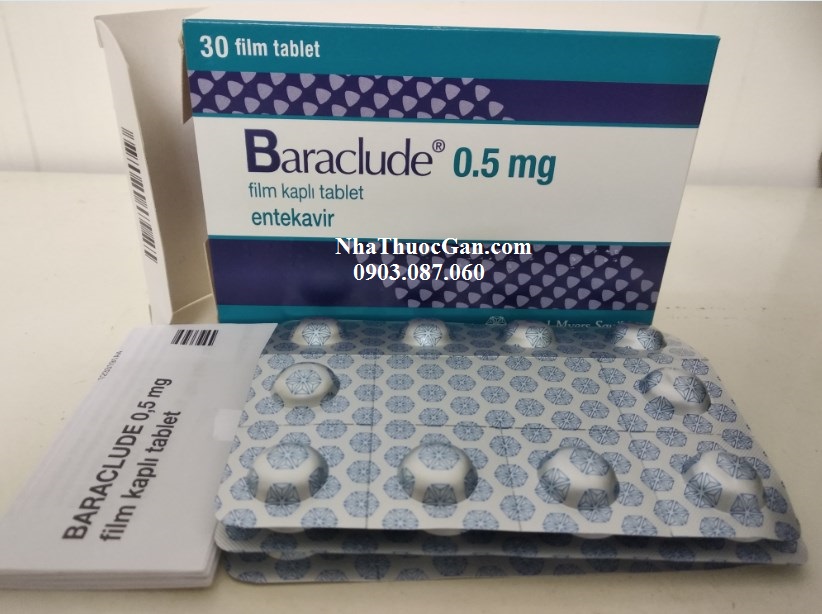 30 film tablet
Baraclude® 0.5 mg
film kaplı tablet
entekavir
NhaThuocGan.com
0903.087.060
BARACLUDE 0,5 mg
film kaplı tablet